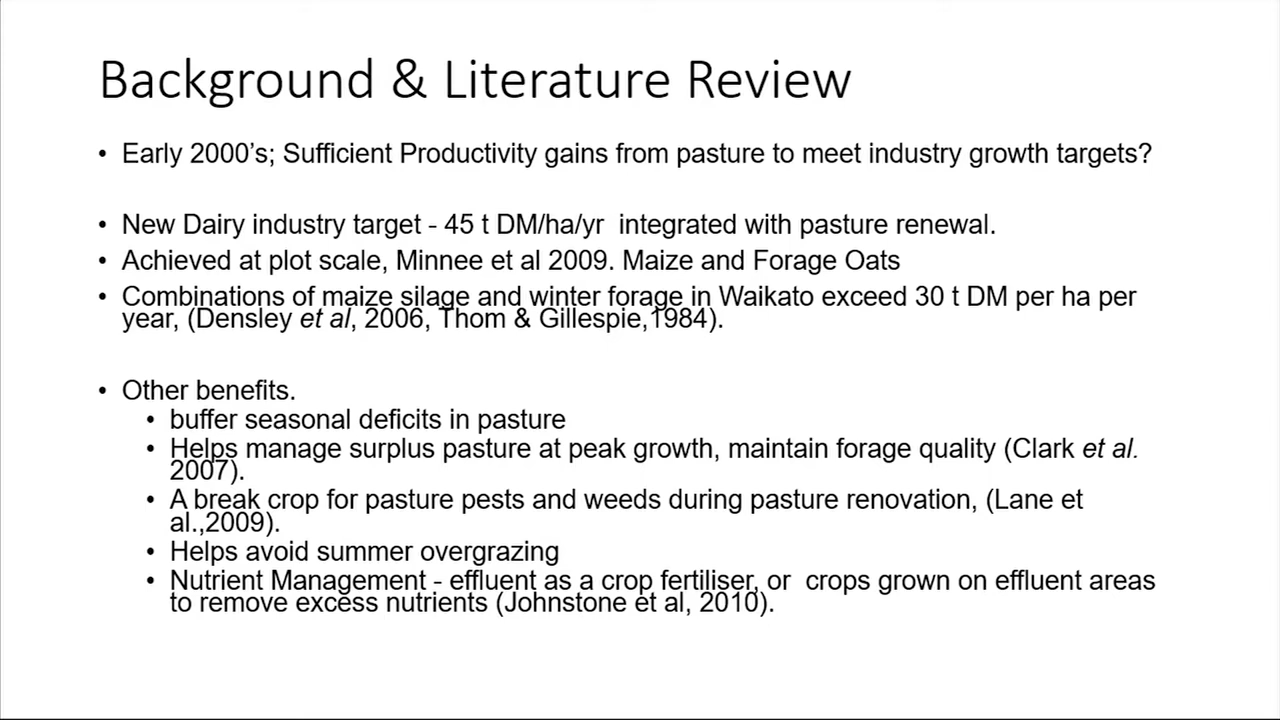 Background & Literature Review
• Early 2000's; Sufficient Productivity gains from pasture to meet industry growth targets?
• New Dairy industry target - 45 t DM/ha/yr  integrated with pasture renewal.
• Achieved at plot scale, Minnee et al 2009. Maize and Forage Oats
• Combinations of maize silage and winter forage in Waikato exceed 30 t DM per ha per
year, (Densley et al, 2006, Thom & Gillespie,1984).
• Other benefits.
• buffer seasonal deficits in pasture
• Helps manage surplus pasture at peak growth, maintain forage quality (Clark et al.
2007).
• A break crop for pasture pests and weeds during pasture renovation, (Lane et
al.,2009).
• Helps avoid summer overgrazing
• Nutrient Management - effluent as a crop fertiliser, or  crops grown on effluent areas
to remove excess nutrients (Johnstone et al, 2010).